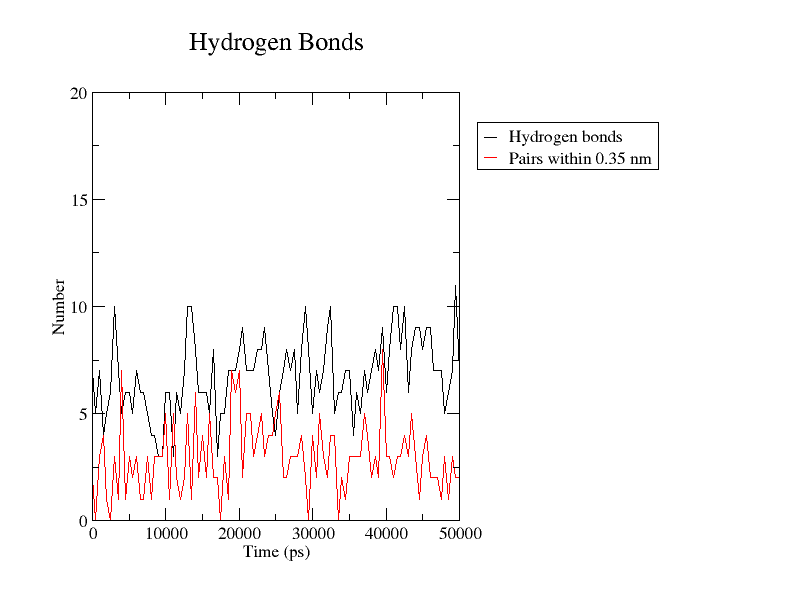 Hydrogen Bonds
20
15
10
5
0
Number
0 10000 20000 30000 40000 50000
Time (ps)
Hydrogen bonds
Pairs within 0.35 nm